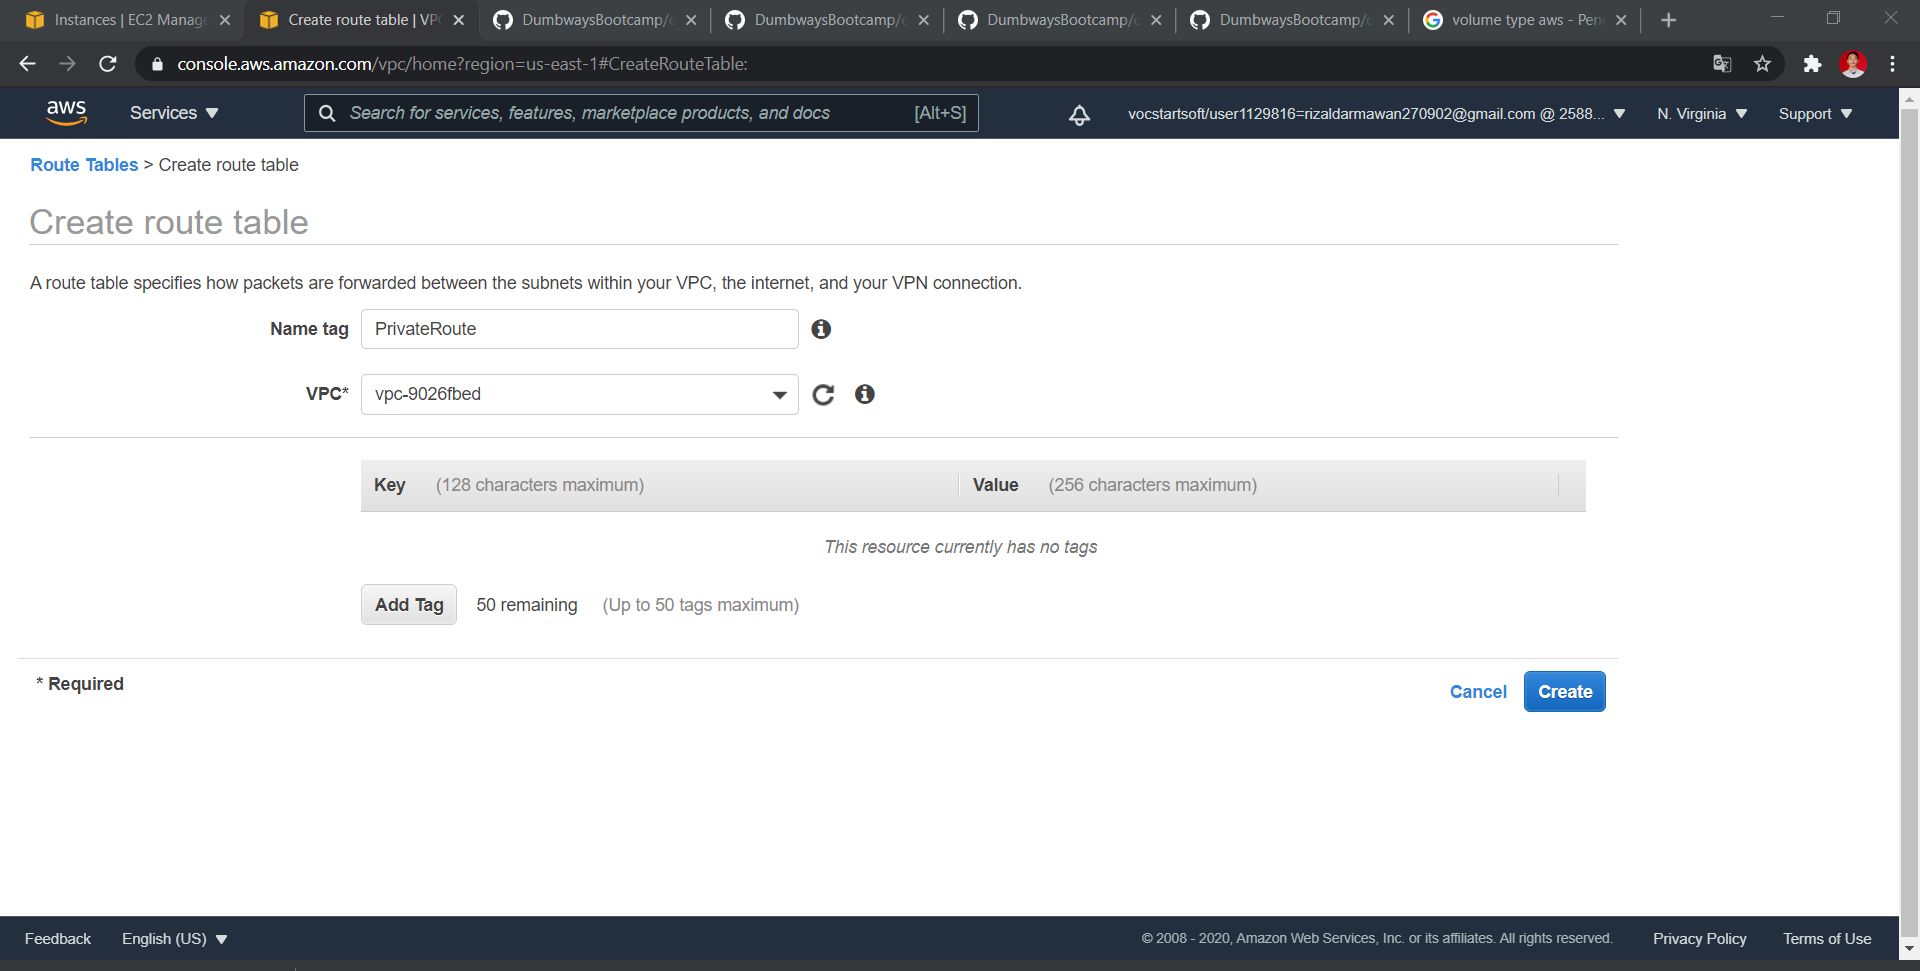 Instances | EC2 Manage
Create route table | VPC
DumbwaysBootcamp/
DumbwaysBootcamp/
DumbwaysBootcamp/
DumbwaysBootcamp/
volume type aws - Pen
console.aws.amazon.com/vpc/home?region=us-east-1#CreateRouteTable:
aws
Services
Search for services, features, marketplace products, and docs
[Alt+S]
vocstartsoft/user1129816=rizaldarmawan270902@gmail.com @ 2588...
N. Virginia
Support
Route Tables > Create route table
Create route table
A route table specifies how packets are forwarded between the subnets within your VPC, the internet, and your VPN connection.
Name tag
PrivateRoute
VPC*
vpc-9026fbed
Key (128 characters maximum)
Value (256 characters maximum)
This resource currently has no tags
Add Tag
50 remaining
(Up to 50 tags maximum)
* Required
Cancel
Create
Feedback
English (US)
© 2008 - 2020, Amazon Web Services, Inc. or its affiliates. All rights reserved.
Privacy Policy
Terms of Use